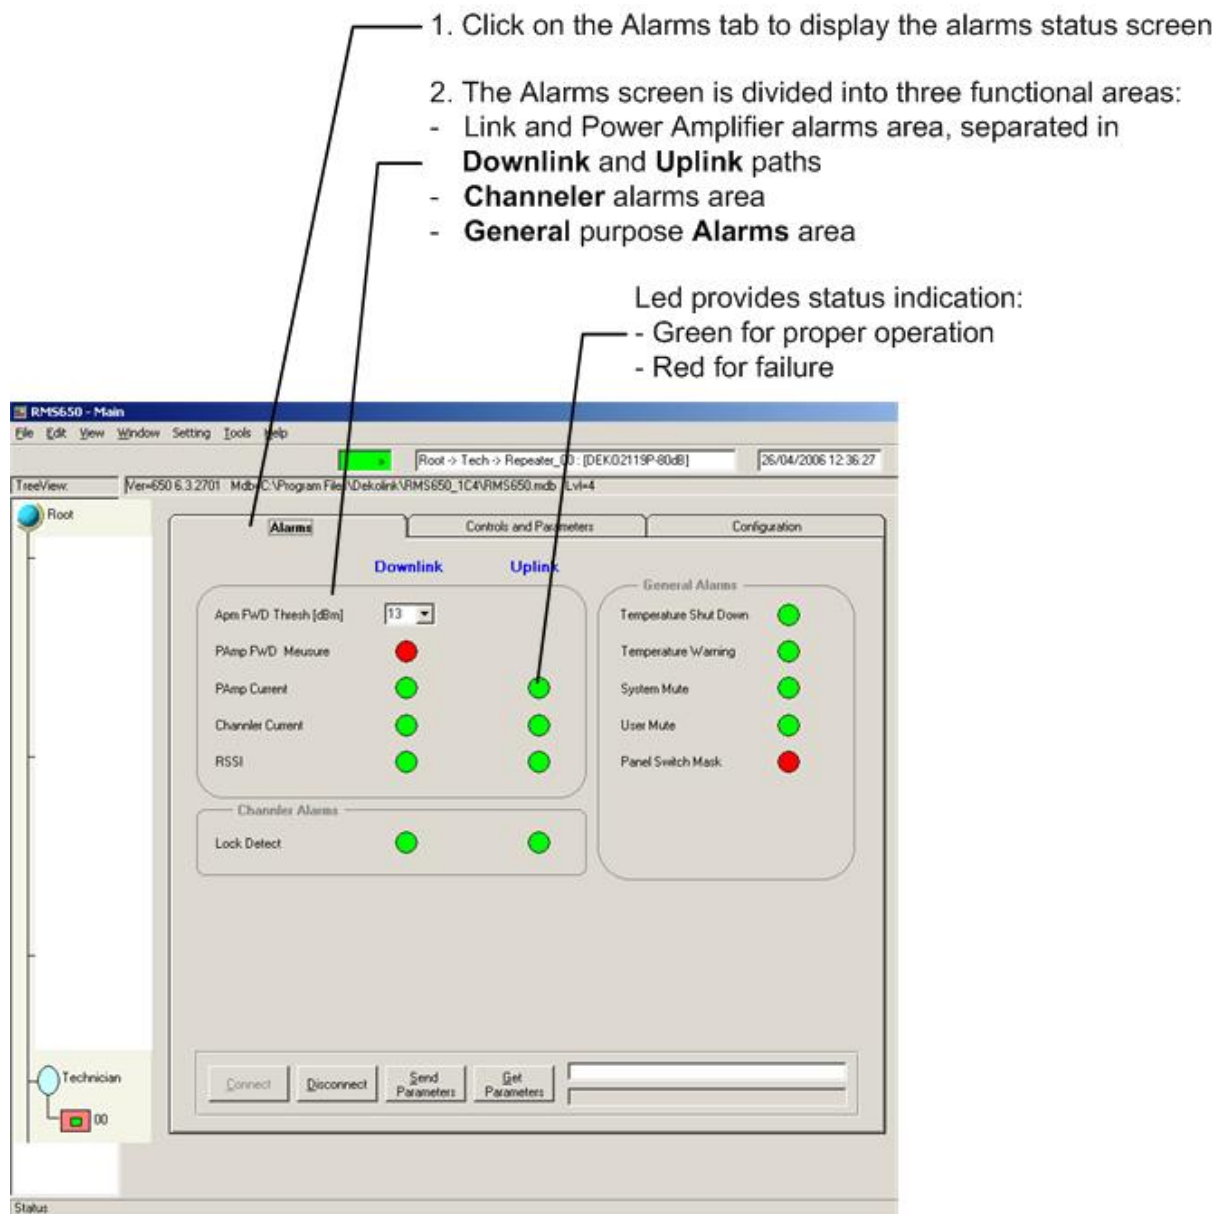 1. Click on the Alarms tab to display the alarms status screen
2. The Alarms screen is divided into three functional areas:
- Link and Power Amplifier alarms area, separated in
Downlink and Uplink paths
- Channeler alarms area
- General purpose Alarms area
Led provides status indication:
- Green for proper operation
- Red for failure
RMS650 - Main
File Edit View Window Setting Tools Help
Root -> Tech -> Repeater_00 : [DEKO2119P-80dB] 26/04/2006 12:36:27
TreeView: Ver=650 6.3.2701 Mdb=C:\Program Files\Dekolink\RMS650_1C4\RMS650.mdb Lvl=4
Root
Alarms Controls and Parameters Configuration
Downlink Uplink
General Alarms
Apm FWD Thresh [dBm] 13 Temperature Shut Down
PAmp FWD Meusure Temperature Warning
PAmp Current System Mute
Channler Current User Mute
RSSI Panel Switch Mask
Channler Alarms
Lock Detect
Technician
00
Connect Disconnect Send Parameters Get Parameters
Status